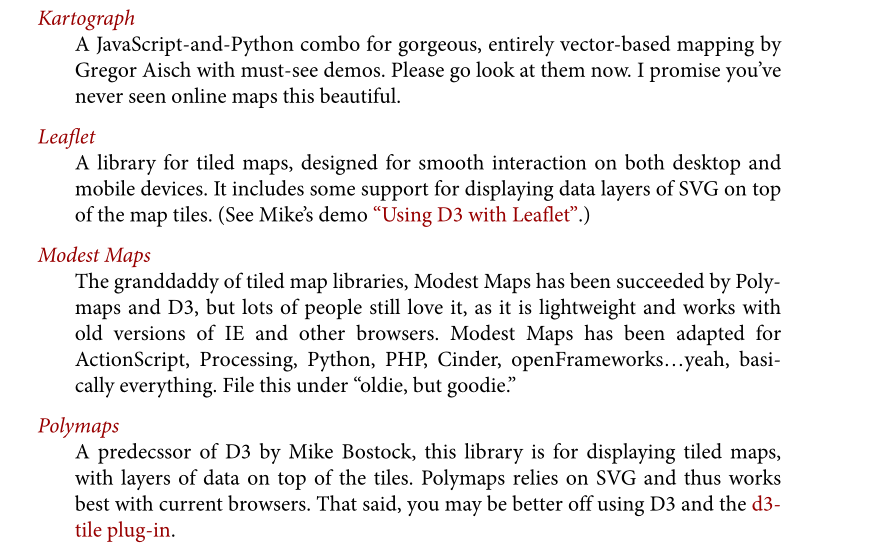 Kartograph
A JavaScript-and-Python combo for gorgeous, entirely vector-based mapping by
Gregor Aisch with must-see demos. Please go look at them now. I promise you’ve
never seen online maps this beautiful.
Leaflet
A library for tiled maps, designed for smooth interaction on both desktop and
mobile devices. It includes some support for displaying data layers of SVG on top
of the map tiles. (See Mike’s demo “Using D3 with Leaflet”.)
Modest Maps
The granddaddy of tiled map libraries, Modest Maps has been succeeded by Poly-
maps and D3, but lots of people still love it, as it is lightweight and works with
old versions of IE and other browsers. Modest Maps has been adapted for
ActionScript, Processing, Python, PHP, Cinder, openFrameworks…yeah, basi-
cally everything. File this under “oldie, but goodie.”
Polymaps
A predecssor of D3 by Mike Bostock, this library is for displaying tiled maps,
with layers of data on top of the tiles. Polymaps relies on SVG and thus works
best with current browsers. That said, you may be better off using D3 and the d3-
tile plug-in.